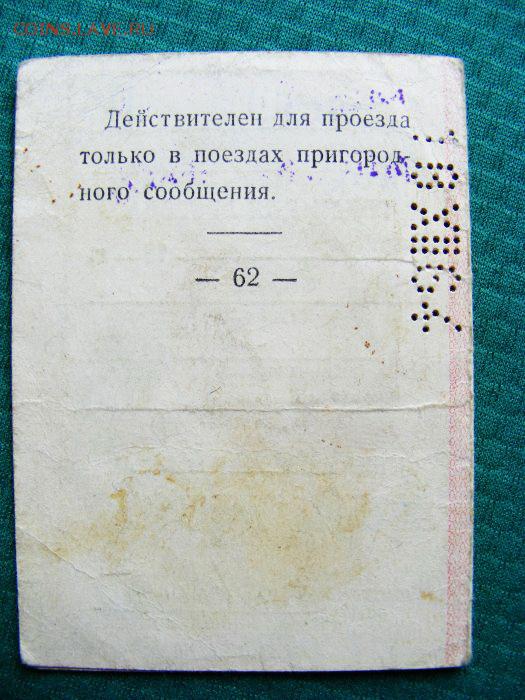 COINS.LAVE.RU
Действителен для проезда
только в поездах пригород-
ного сообщения.
— 62 —